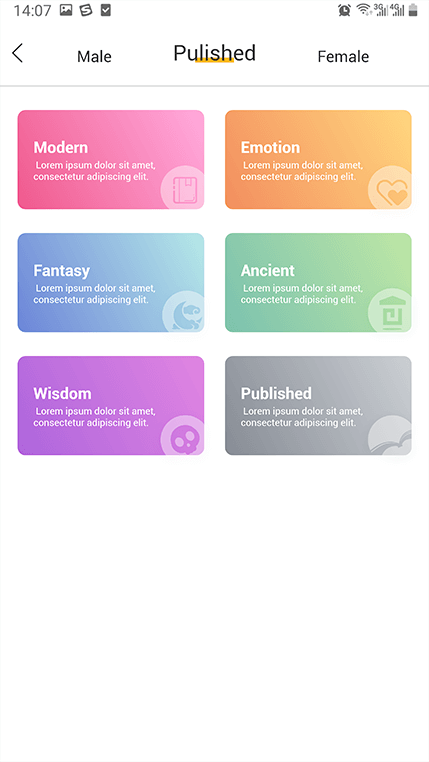 14:07
3G 4G
Male Pulished Female
Modern
Lorem ipsum dolor sit amet,
consectetur adipiscing elit.
Emotion
Lorem ipsum dolor sit amet,
consectetur adipiscing elit.
Fantasy
Lorem ipsum dolor sit amet,
consectetur adipiscing elit.
Ancient
Lorem ipsum dolor sit amet,
consectetur adipiscing elit.
Wisdom
Lorem ipsum dolor sit amet,
consectetur adipiscing elit.
Published
Lorem ipsum dolor sit amet,
consectetur adipiscing elit.